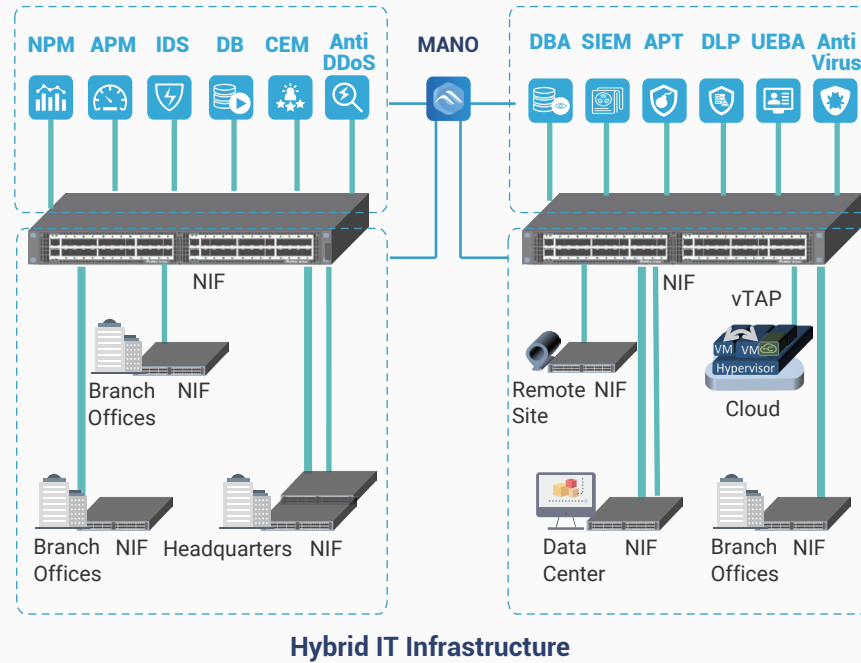 NPM APM IDS DB CEM Anti DDoS
MANO
DBA SIEM APT DLP UEBA Anti Virus
NIF
NIF
vTAP
VM VM
Hypervisor
Branch Offices NIF
Remote Site NIF
Cloud
Branch Offices NIF
Headquarters NIF
Data Center NIF
Branch Offices NIF
Hybrid IT Infrastructure